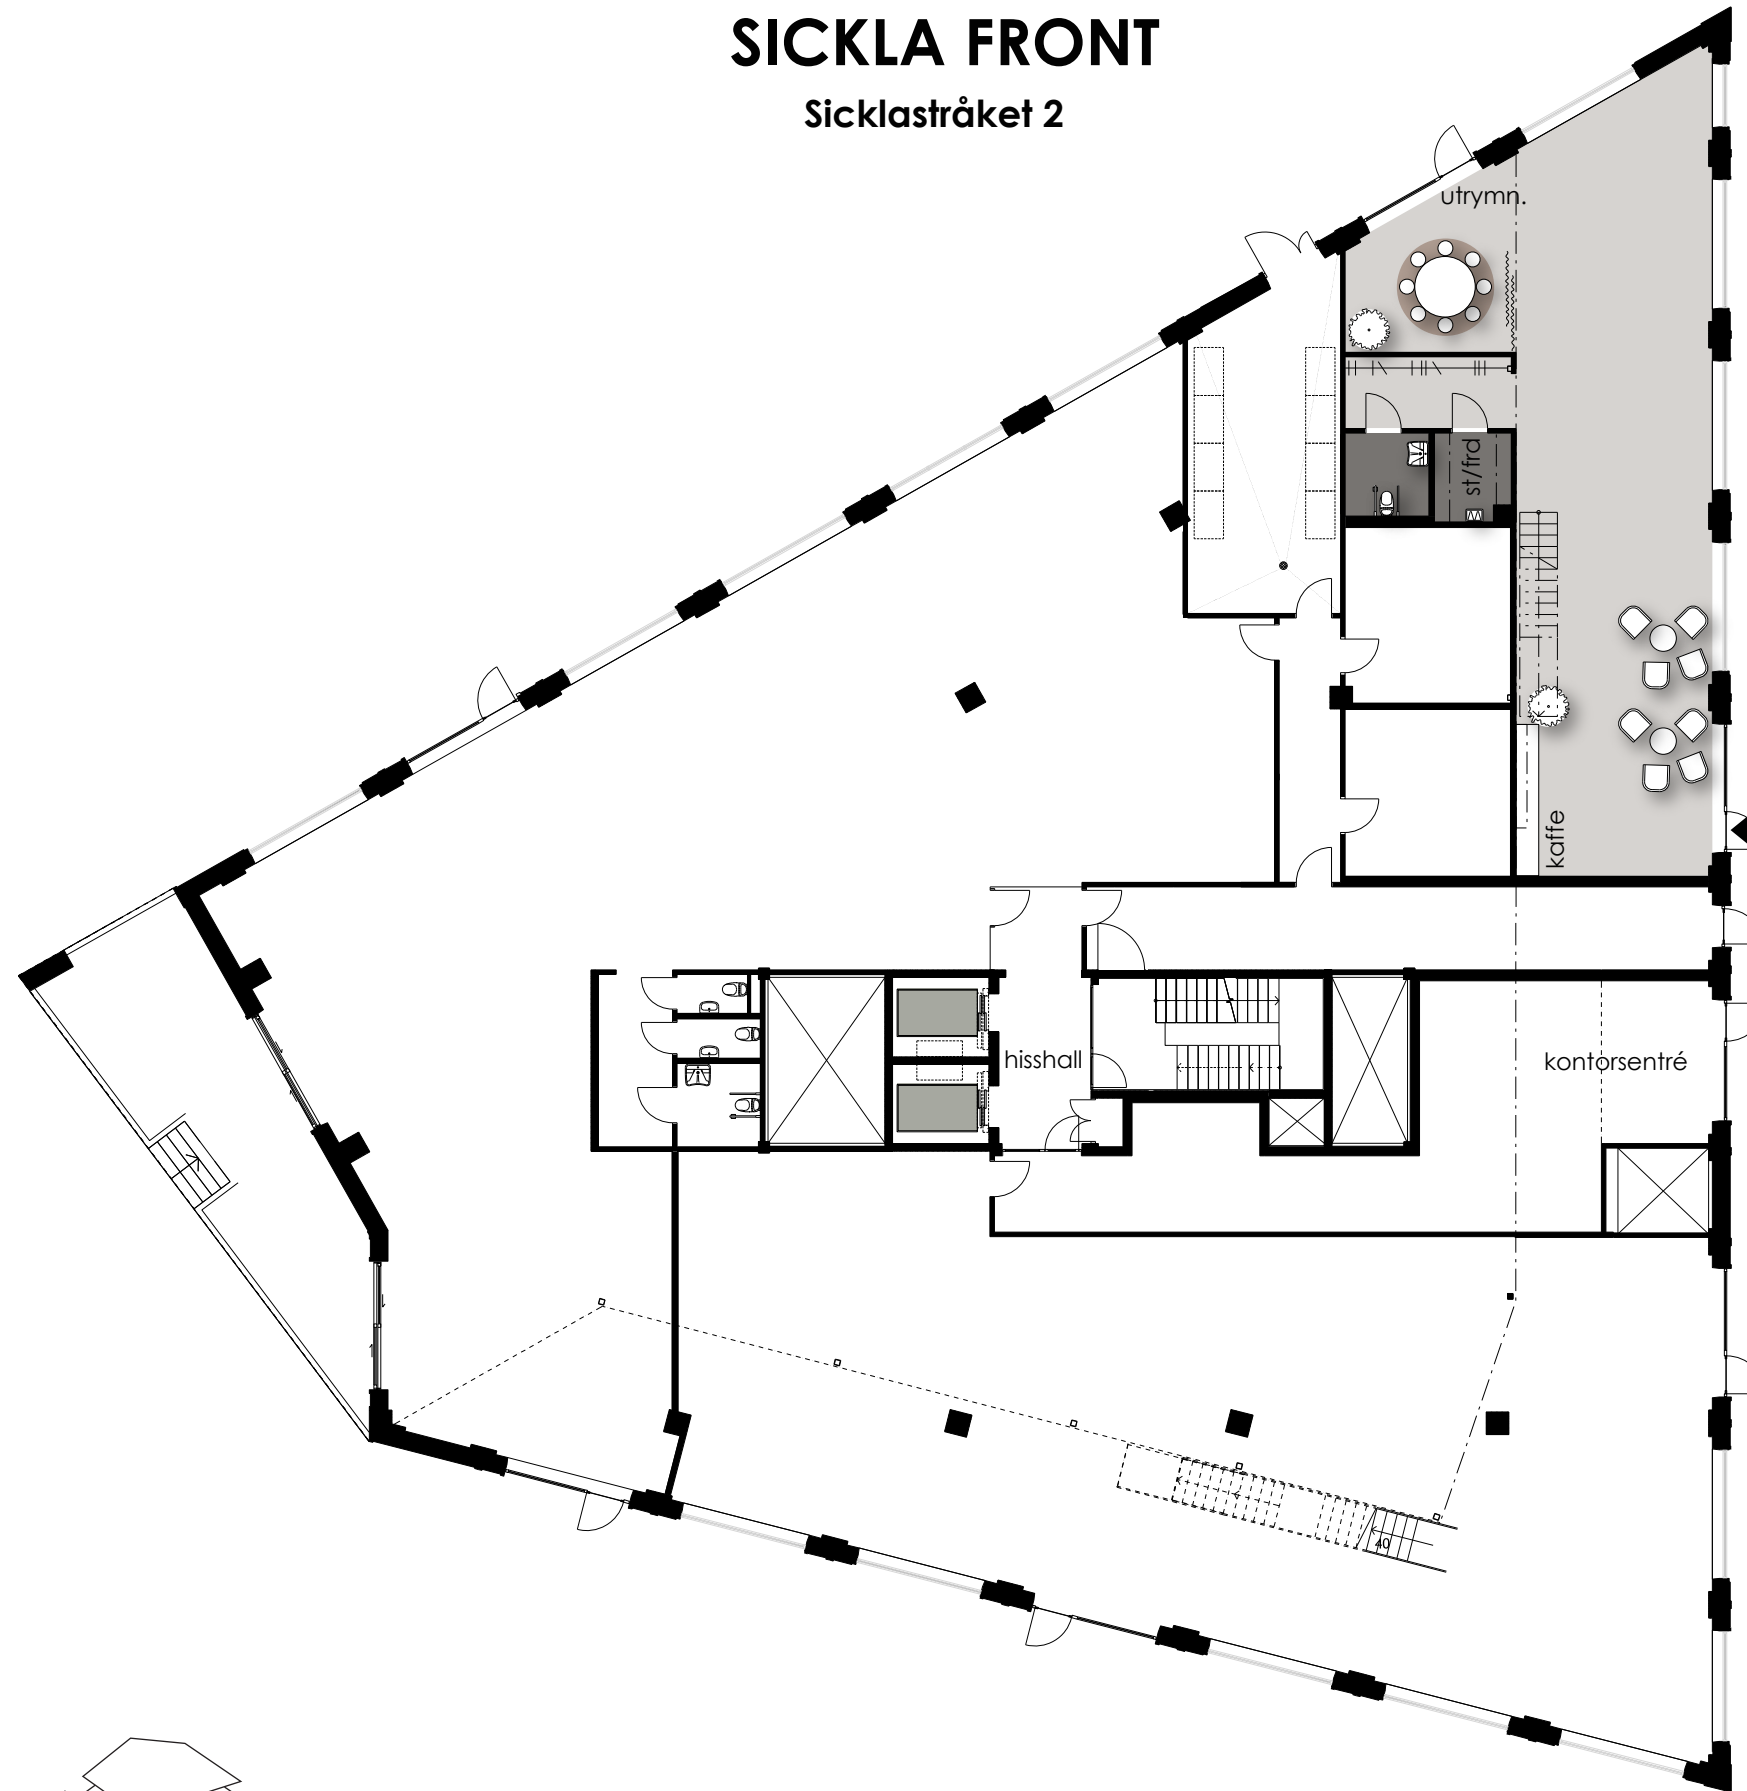 SICKLA FRONT
Sicklastråket 2
utrymn.
st/frd
kaffe
hisshall
kontorsentré
40